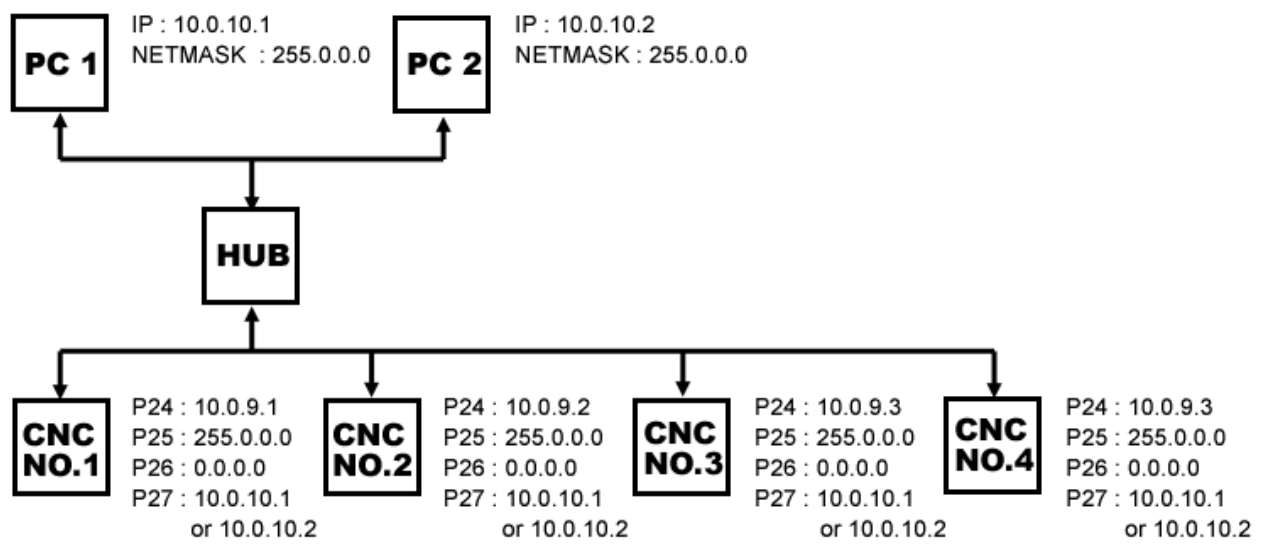 PC 1
IP : 10.0.10.1
NETMASK : 255.0.0.0
PC 2
IP : 10.0.10.2
NETMASK : 255.0.0.0
HUB
CNC
NO.1
P24 : 10.0.9.1
P25 : 255.0.0.0
P26 : 0.0.0.0
P27 : 10.0.10.1
or 10.0.10.2
CNC
NO.2
P24 : 10.0.9.2
P25 : 255.0.0.0
P26 : 0.0.0.0
P27 : 10.0.10.1
or 10.0.10.2
CNC
NO.3
P24 : 10.0.9.3
P25 : 255.0.0.0
P26 : 0.0.0.0
P27 : 10.0.10.1
or 10.0.10.2
CNC
NO.4
P24 : 10.0.9.3
P25 : 255.0.0.0
P26 : 0.0.0.0
P27 : 10.0.10.1
or 10.0.10.2